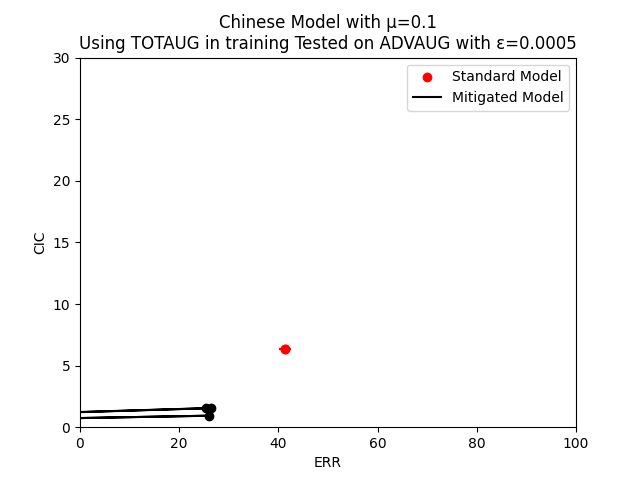 Chinese Model with μ=0.1
Using TOTAUG in training Tested on ADVAUG with ε=0.0005
Standard Model
Mitigated Model
CIC
30
25
20
15
10
5
0
0 20 40 60 80 100
ERR